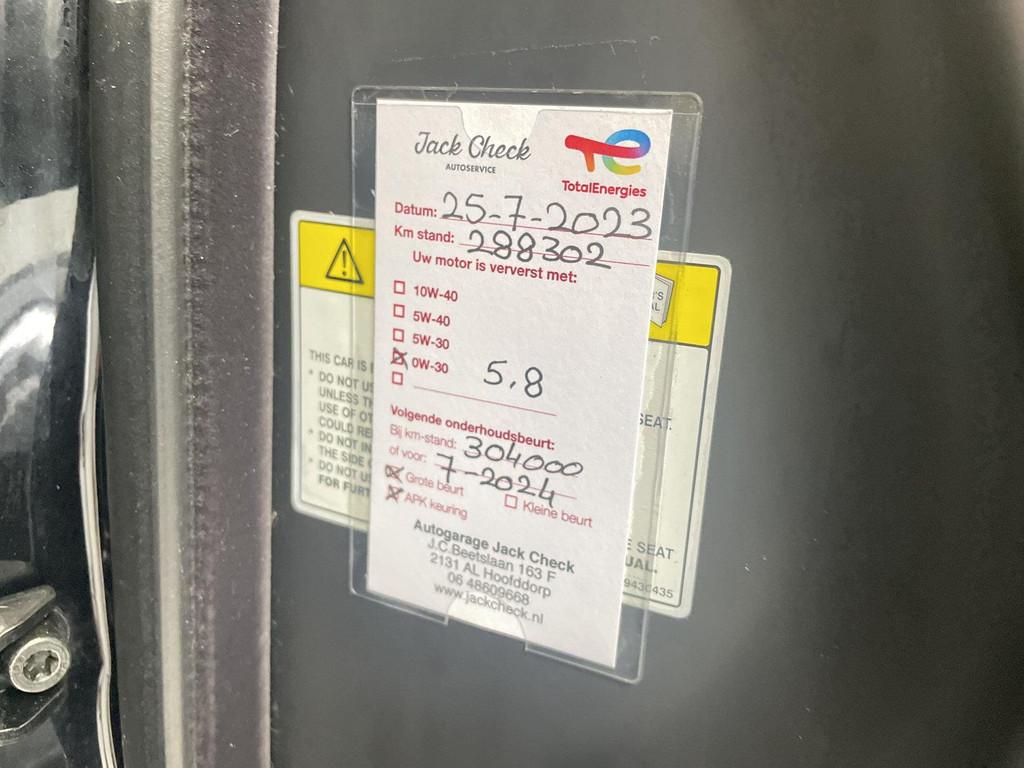 Jack Check
AUTOSERVICE
TotalEnergies
Datum: 25-7-2023
Km stand: 288302
Uw motor is ververst met:
10W-40
5W-40
5W-30
0W-30 5.8
Volgende onderhoudsbeurt:
Bij km-stand: 304000
of voor: 7-2024
Grote beurt Kleine beurt
APK keuring
Autogarage Jack Check
J.C.Beetslaan 163 F
2131 AL Hoofddorp
06 48609668
www.jackcheck.nl
THIS CAR IS
* DO NOT US
UNLESS TH
USE OF OT
COULD RE
* DO NOT IN
THE SIDE
* DO NOT US
FOR FURT
'S
AL
SEAT.
E SEAT
UAL.
9430435